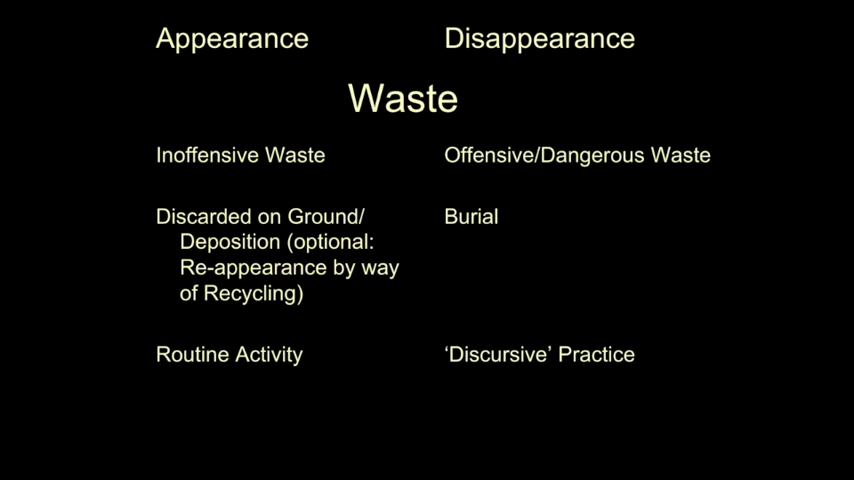 Appearance Disappearance
Waste
Inoffensive Waste Offensive/Dangerous Waste
Discarded on Ground/ Burial
Deposition (optional:
Re-appearance by way
of Recycling)
Routine Activity ‘Discursive’ Practice